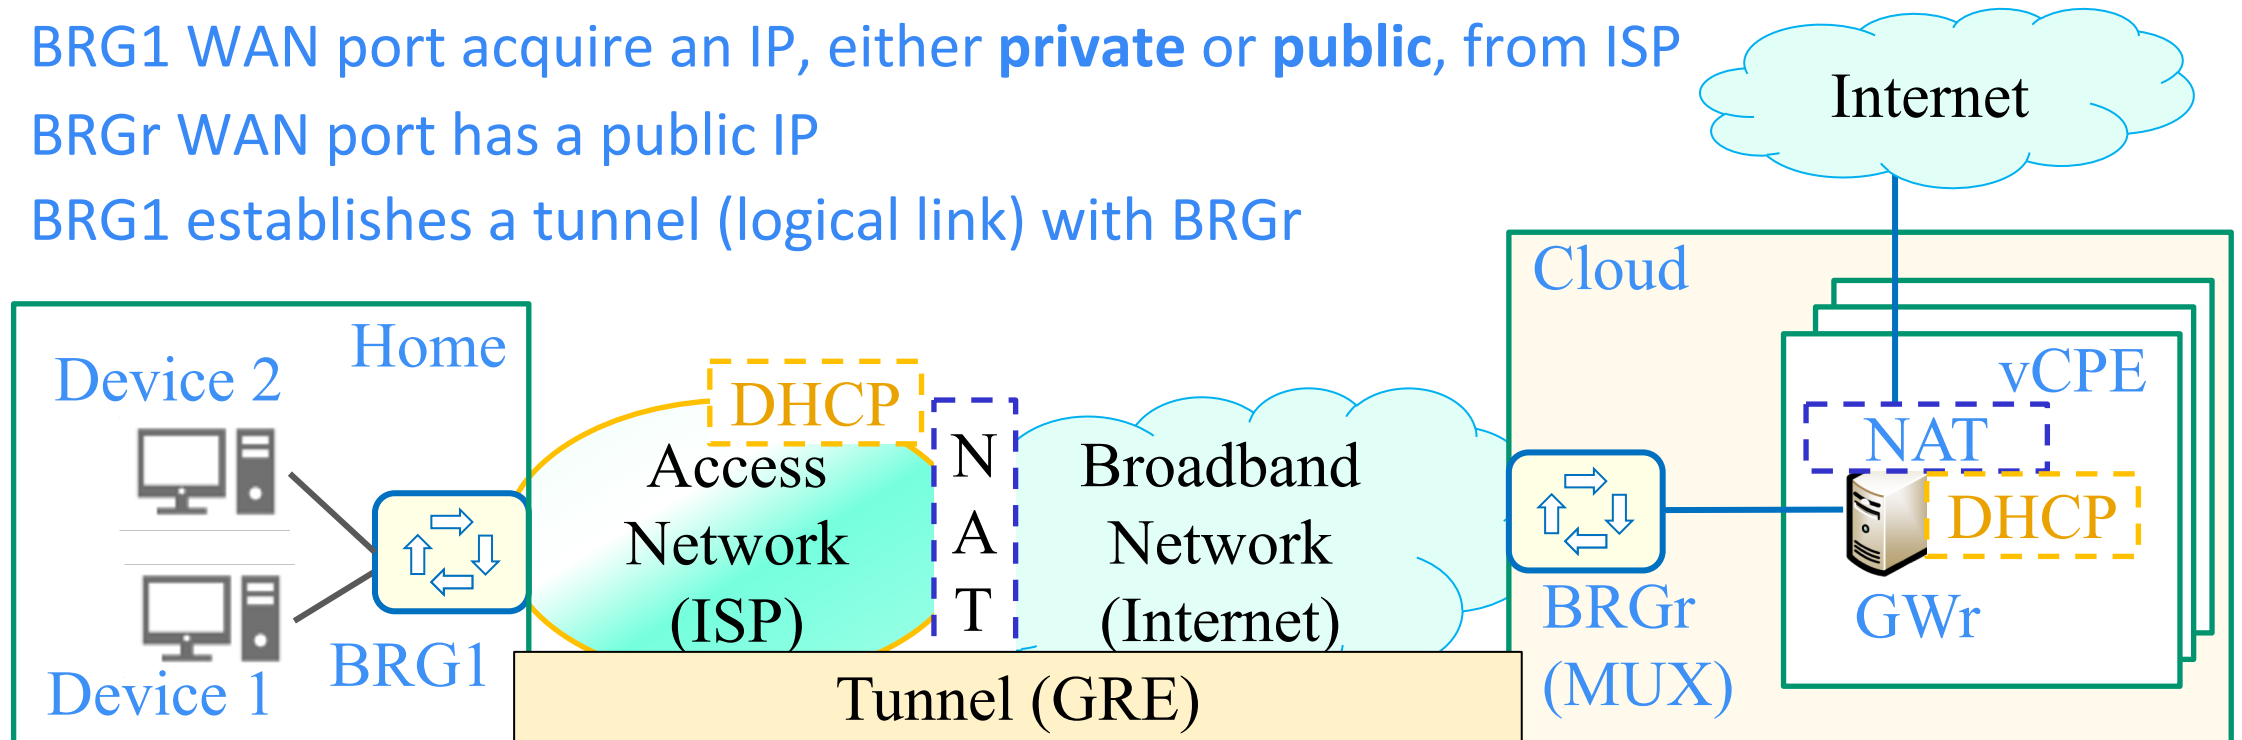 BRG1 WAN port acquire an IP, either private or public, from ISP
BRGr WAN port has a public IP
BRG1 establishes a tunnel (logical link) with BRGr
Internet
Cloud
Home
Device 2
Device 1
BRG1
DHCP
Access
Network
(ISP)
N
A
T
Broadband
Network
(Internet)
Tunnel (GRE)
BRGr
(MUX)
vCPE
NAT
DHCP
GWr